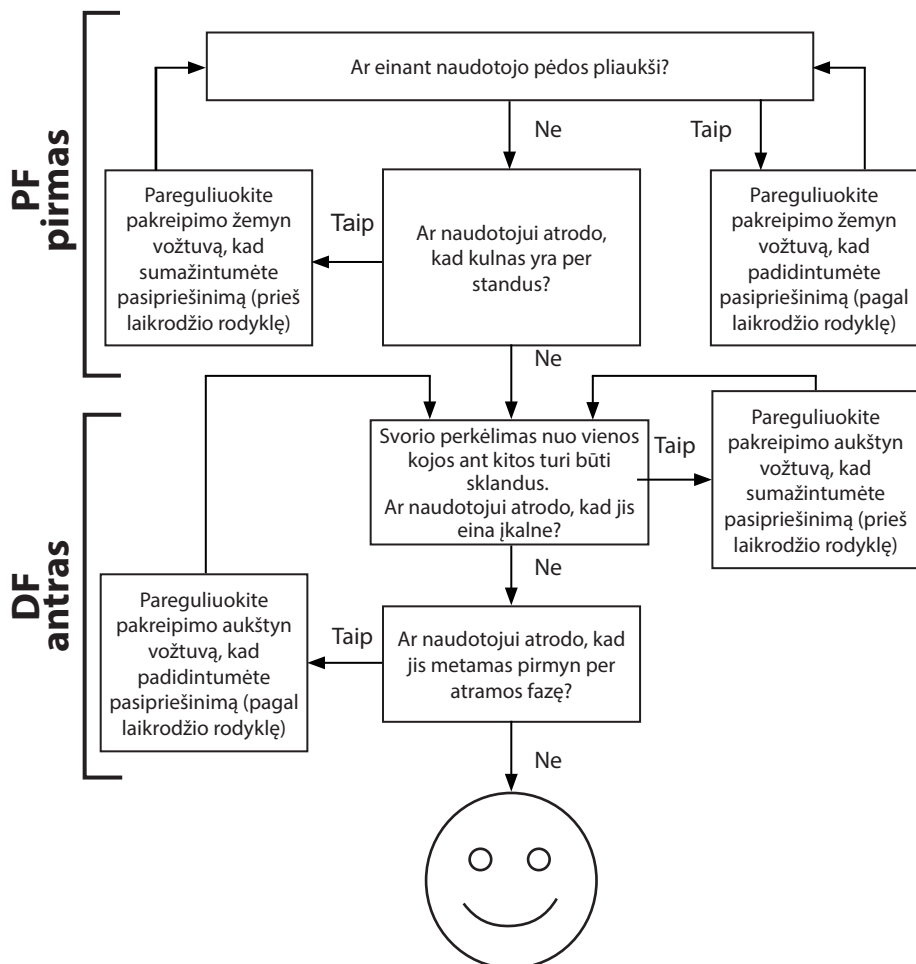 PF
pirmas
Ar einant naudotojo pėdos pliaukši?
Ne
Taip
Pareguliuokite
pakreipimo žemyn
vožtuvą, kad
sumažintumėte
pasipriešinimą (prieš
laikrodžio rodyklę)
Taip
Ar naudotojui atrodo,
kad kulnas yra per
standus?
Pareguliuokite
pakreipimo žemyn
vožtuvą, kad
padidintumėte
pasipriešinimą (pagal
laikrodžio rodyklę)
Ne
DF
antras
Svorio perkėlimas nuo vienos
kojos ant kitos turi būti
sklandus.
Ar naudotojui atrodo, kad jis
eina įkalne?
Taip
Pareguliuokite
pakreipimo aukštyn
vožtuvą, kad
sumažintumėte
pasipriešinimą (prieš
laikrodžio rodyklę)
Ne
Pareguliuokite
pakreipimo aukštyn
vožtuvą, kad
padidintumėte
pasipriešinimą (pagal
laikrodžio rodyklę)
Taip
Ar naudotojui atrodo, kad
jis metamas pirmyn per
atramos fazę?
Ne